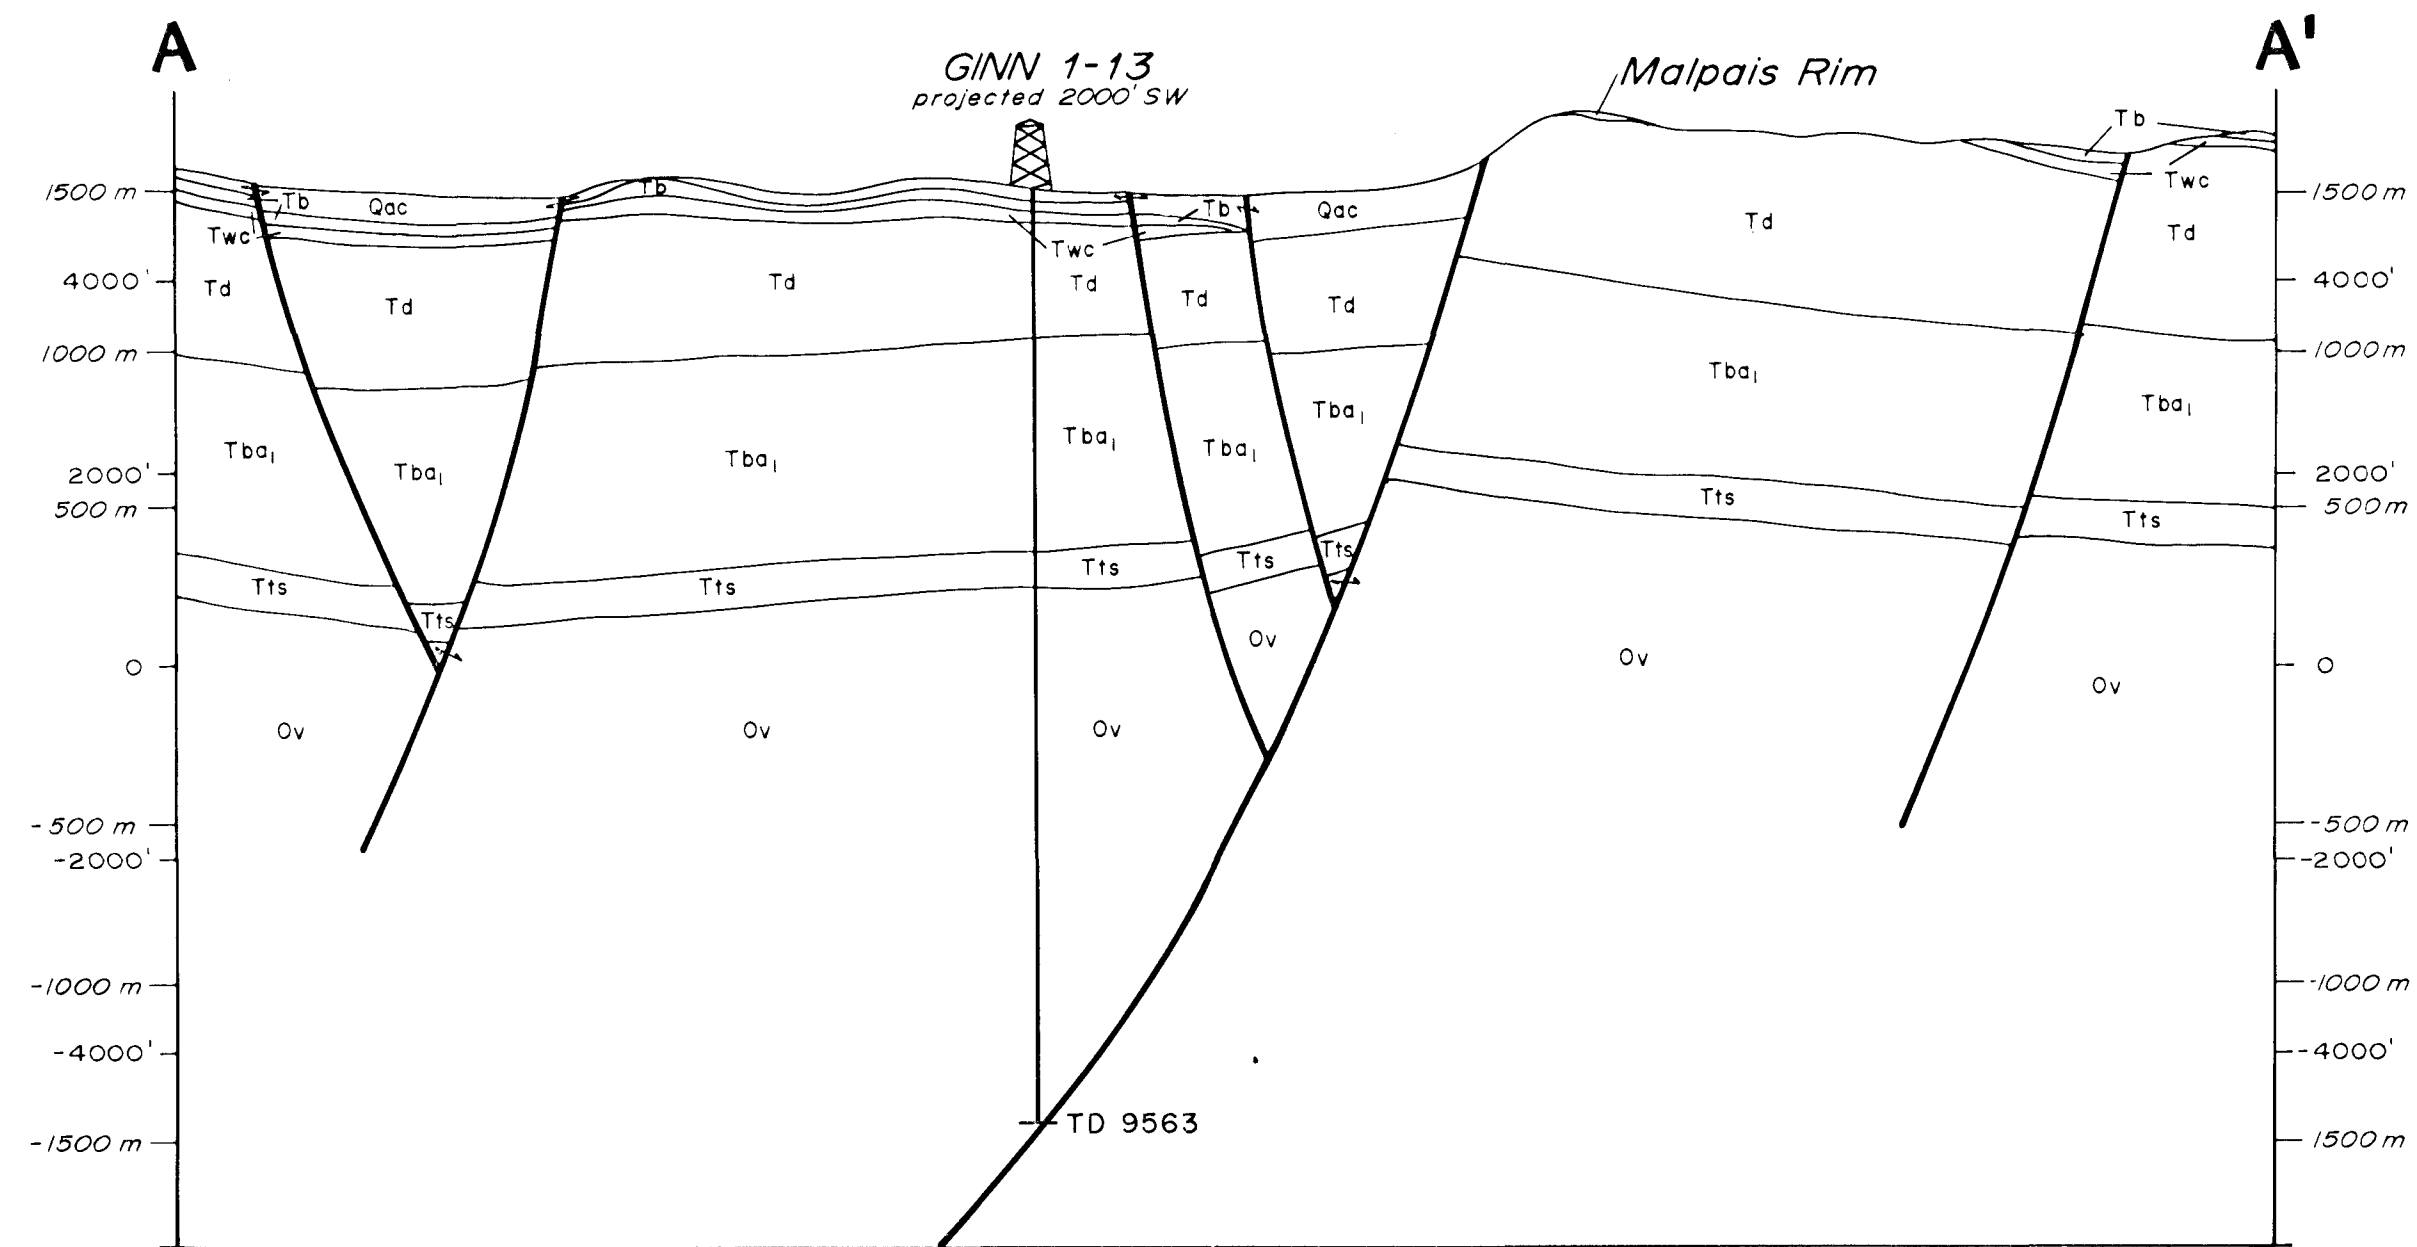 A
A'
GINN 1-13
projected 2000' SW
Malpais Rim
Tb
Tb
Tb
Qac
Tb
Qac
Twc
Twc
Twc
1500 m
1500 m
Td
Td
Td
Td
Td
Td
Td
Td
4000'
4000'
1000 m
1000 m
Tba1
Tba1
Tba1
Tba1
Tba1
Tba1
Tba1
Tba1
2000'
2000'
500 m
500 m
Tts
Tts
Tts
Tts
Tts
Tts
Tts
Tts
0
0
Ov
Ov
Ov
Ov
Ov
Ov
-500 m
-500 m
-2000'
-2000'
-1000 m
-1000 m
-4000'
-4000'
TD 9563
-1500 m
1500 m